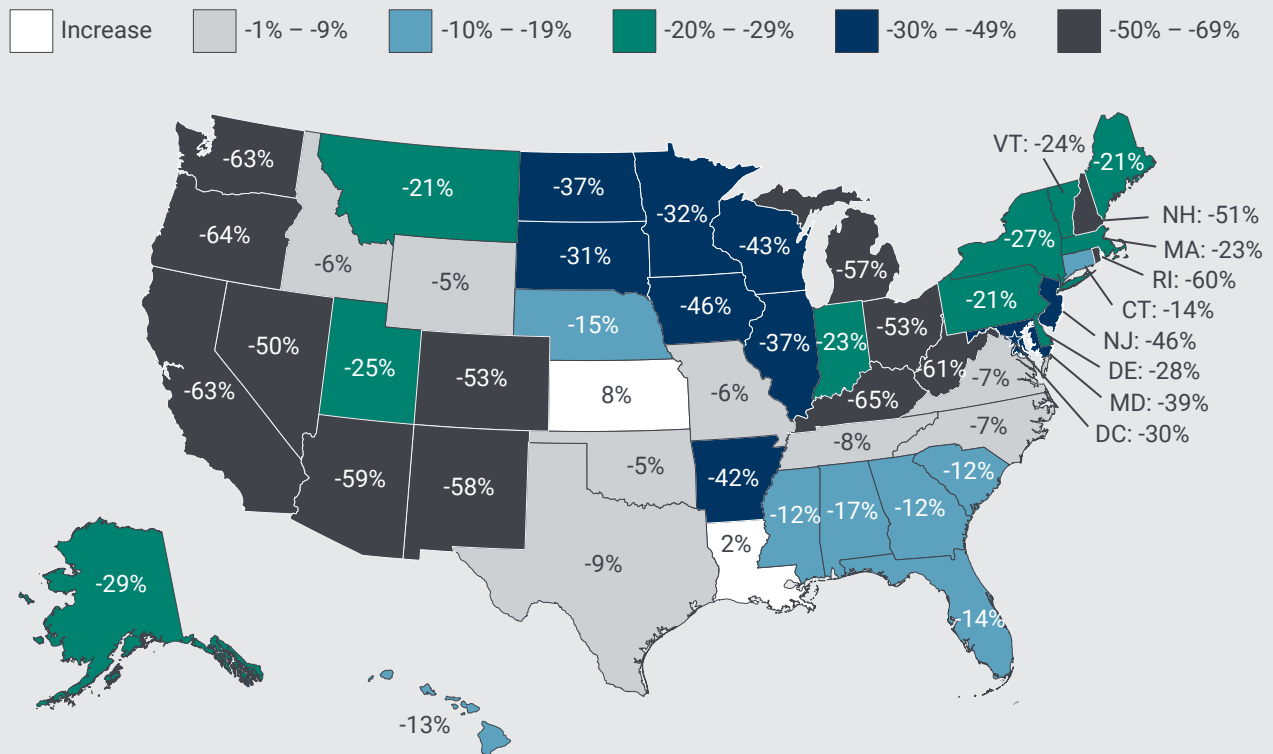 Increase
-1% – -9%
-10% – -19%
-20% – -29%
-30% – -49%
-50% – -69%
VT: -24%
-63%
-21%
-21%
-37%
-32%
NH: -51%
-64%
-27%
-43%
MA: -23%
-6%
-31%
-57%
RI: -60%
-5%
-21%
CT: -14%
-46%
-15%
-53%
-37%
-23%
NJ: -46%
-50%
-25%
-53%
-61%
-7%
DE: -28%
-63%
8%
-6%
-65%
MD: -39%
-7%
DC: -30%
-8%
-5%
-59%
-58%
-42%
-12%
-12%
-17%
-12%
2%
-9%
-29%
-14%
-13%